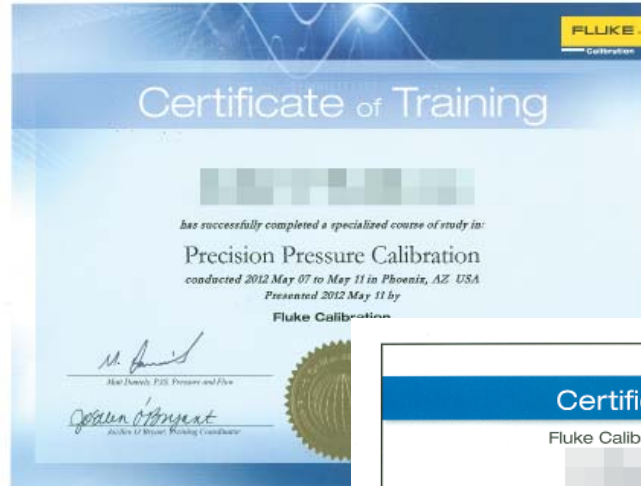 FLUKE
Calibration
Certificate of Training
has successfully completed a specialized course of study in:
Precision Pressure Calibration
conducted 2012 May 07 to May 11 in Phoenix, AZ USA
Presented 2012 May 11 by
Fluke Calibration
M. Daniels
Matt Daniels, P.I.S. Pressure and Flow
O'Bryant
O'Bryant, Training Coordinator
Certifi
Fluke Calib